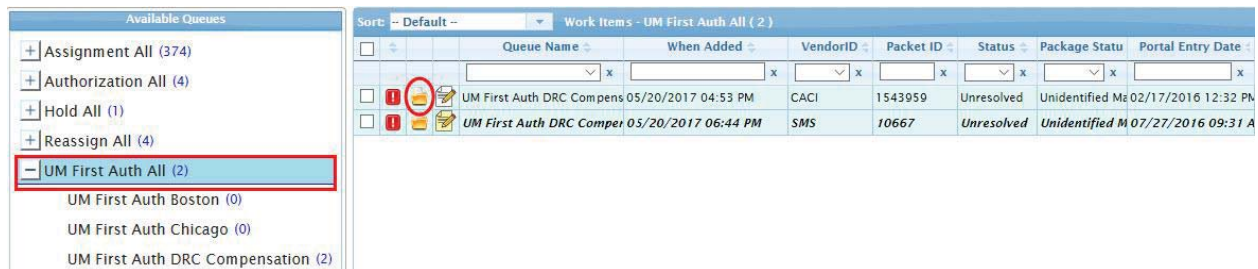 Available Queues
Assignment All (374)
Authorization All (4)
Hold All (1)
Reassign All (4)
UM First Auth All (2)
UM First Auth Boston (0)
UM First Auth Chicago (0)
UM First Auth DRC Compensation (2)
Sort: -- Default -- Work Items - UM First Auth All ( 2 )
Queue Name When Added VendorID Packet ID Status Package Statu Portal Entry Date
x x x x x x x
UM First Auth DRC Compens 05/20/2017 04:53 PM CACI 1543959 Unresolved Unidentified Ma 02/17/2016 12:32 PM
UM First Auth DRC Compe 05/20/2017 06:44 PM SMS 10667 Unresolved Unidentified M 07/27/2016 09:31 A